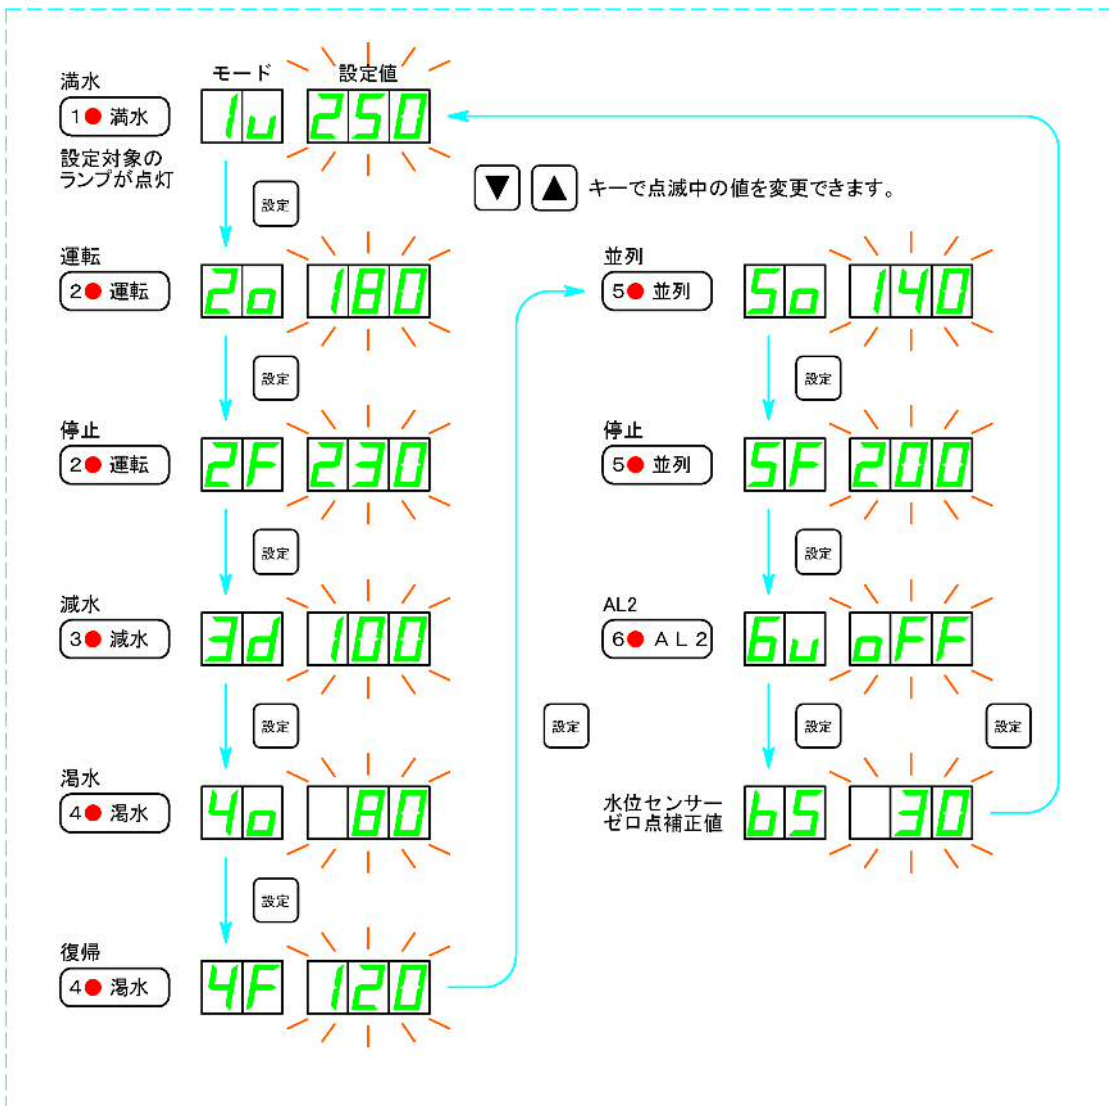 モード 設定値
満水
1● 満水 1u 250
設定対象の
ランプが点灯
設定
▼ ▲ キーで点滅中の値を変更できます。
運転
2● 運転 2o 180
設定
停止
2● 運転 2F 230
設定
減水
3● 減水 3d 100
設定
渇水
4● 渇水 4o 80
設定
復帰
4● 渇水 4F 120
設定
並列
5● 並列 5o 140
設定
停止
5● 並列 5F 200
設定
AL2
6● AL2 6u oFF
設定
水位センサー
ゼロ点補正値 b5 30
設定